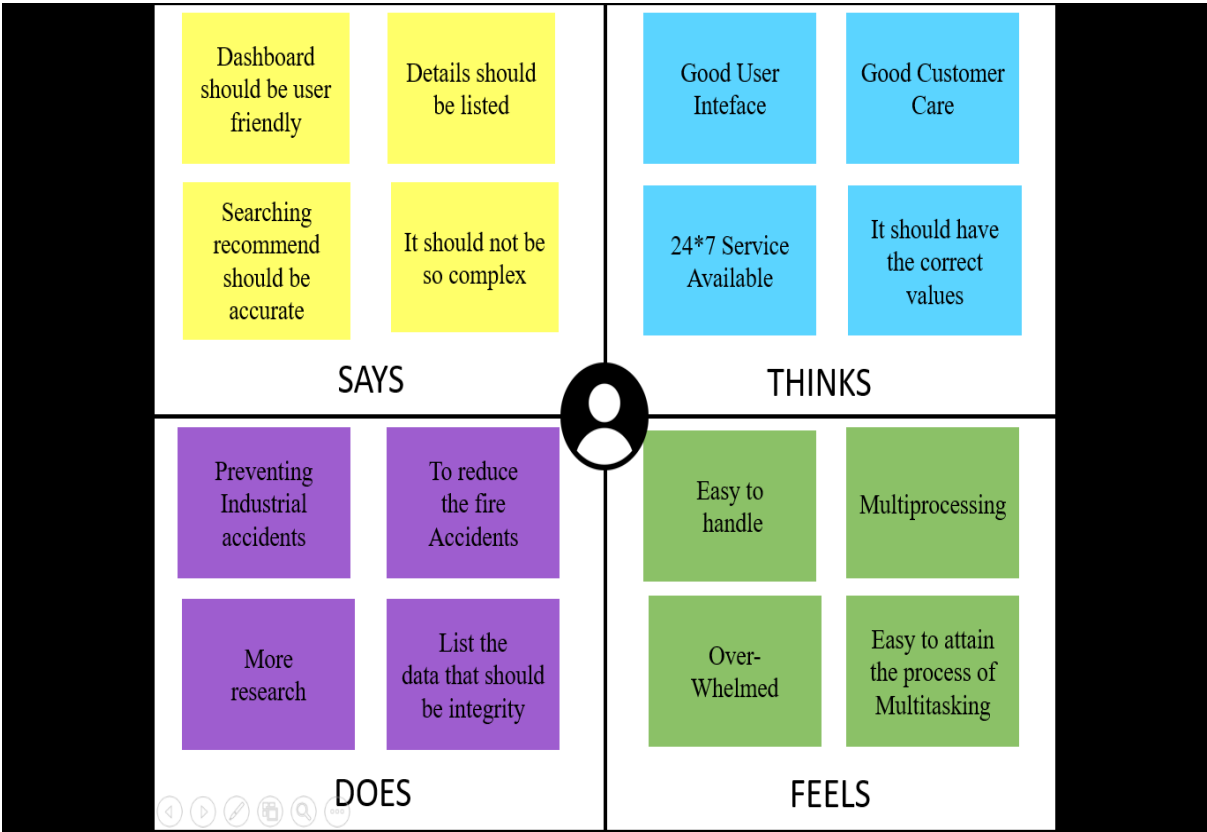 Dashboard
should be user
friendly
Details should
be listed
Searching
recommend
should be
accurate
It should not be
so complex
SAYS
Good User
Inteface
Good Customer
Care
24*7 Service
Available
It should have
the correct
values
THINKS
Preventing
Industrial
accidents
To reduce
the fire
Accidents
More
research
List the
data that should
be integrity
DOES
Easy to
handle
Multiprocessing
Over-
Whelmed
Easy to attain
the process of
Multitasking
FEELS